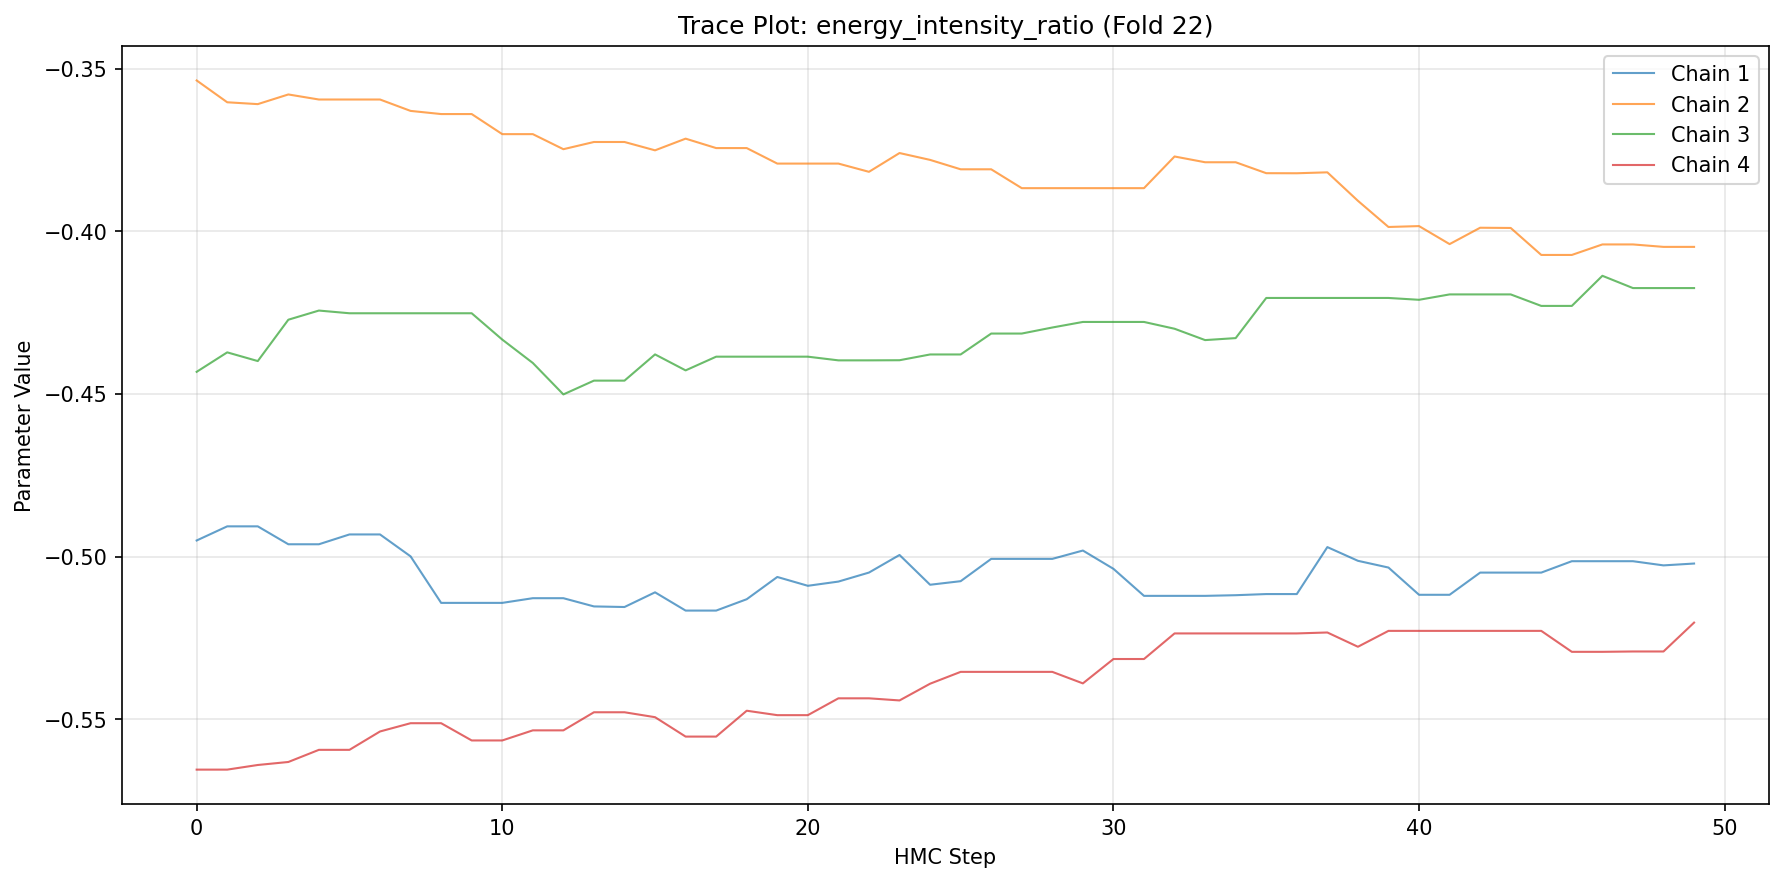 Trace Plot: energy_intensity_ratio (Fold 22)
Chain 1
Chain 2
Chain 3
Chain 4
Parameter Value
−0.35
−0.40
−0.45
−0.50
−0.55
0 10 20 30 40 50
HMC Step